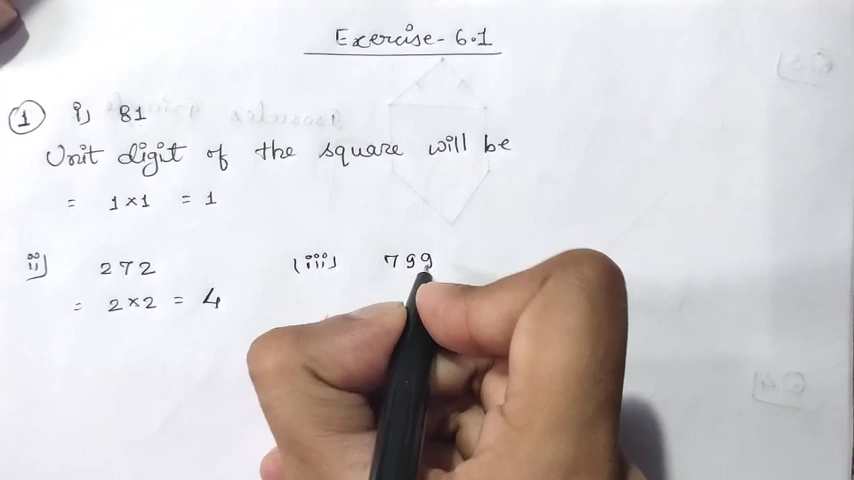 Exercise-6.1
① i) 81
Unit digit of the square will be
= 1×1 = 1
ii) 272 (iii) 799
= 2×2 = 4